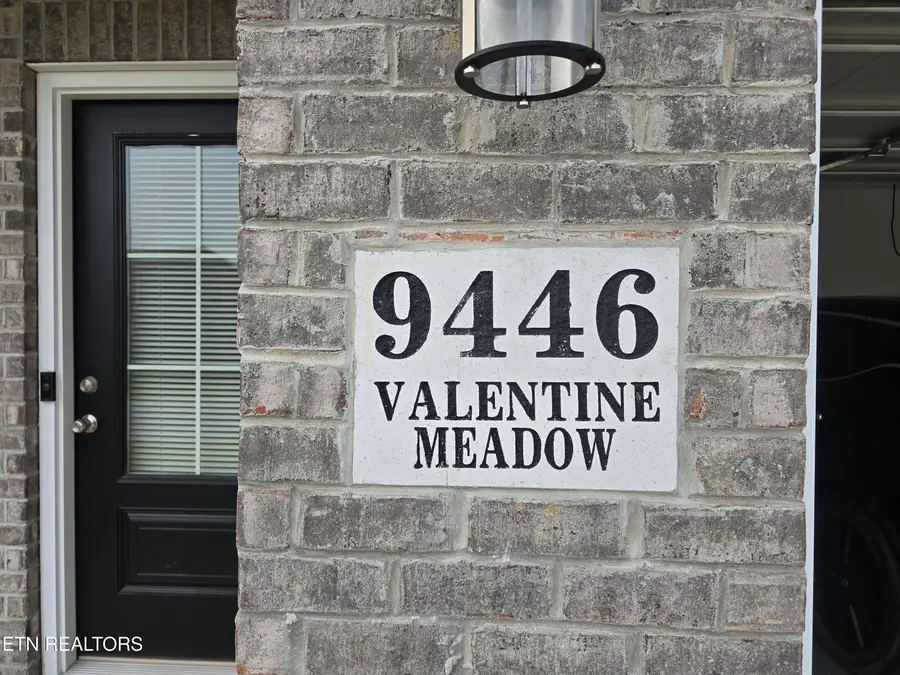 9446
VALENTINE
MEADOW
ETN REALTORS